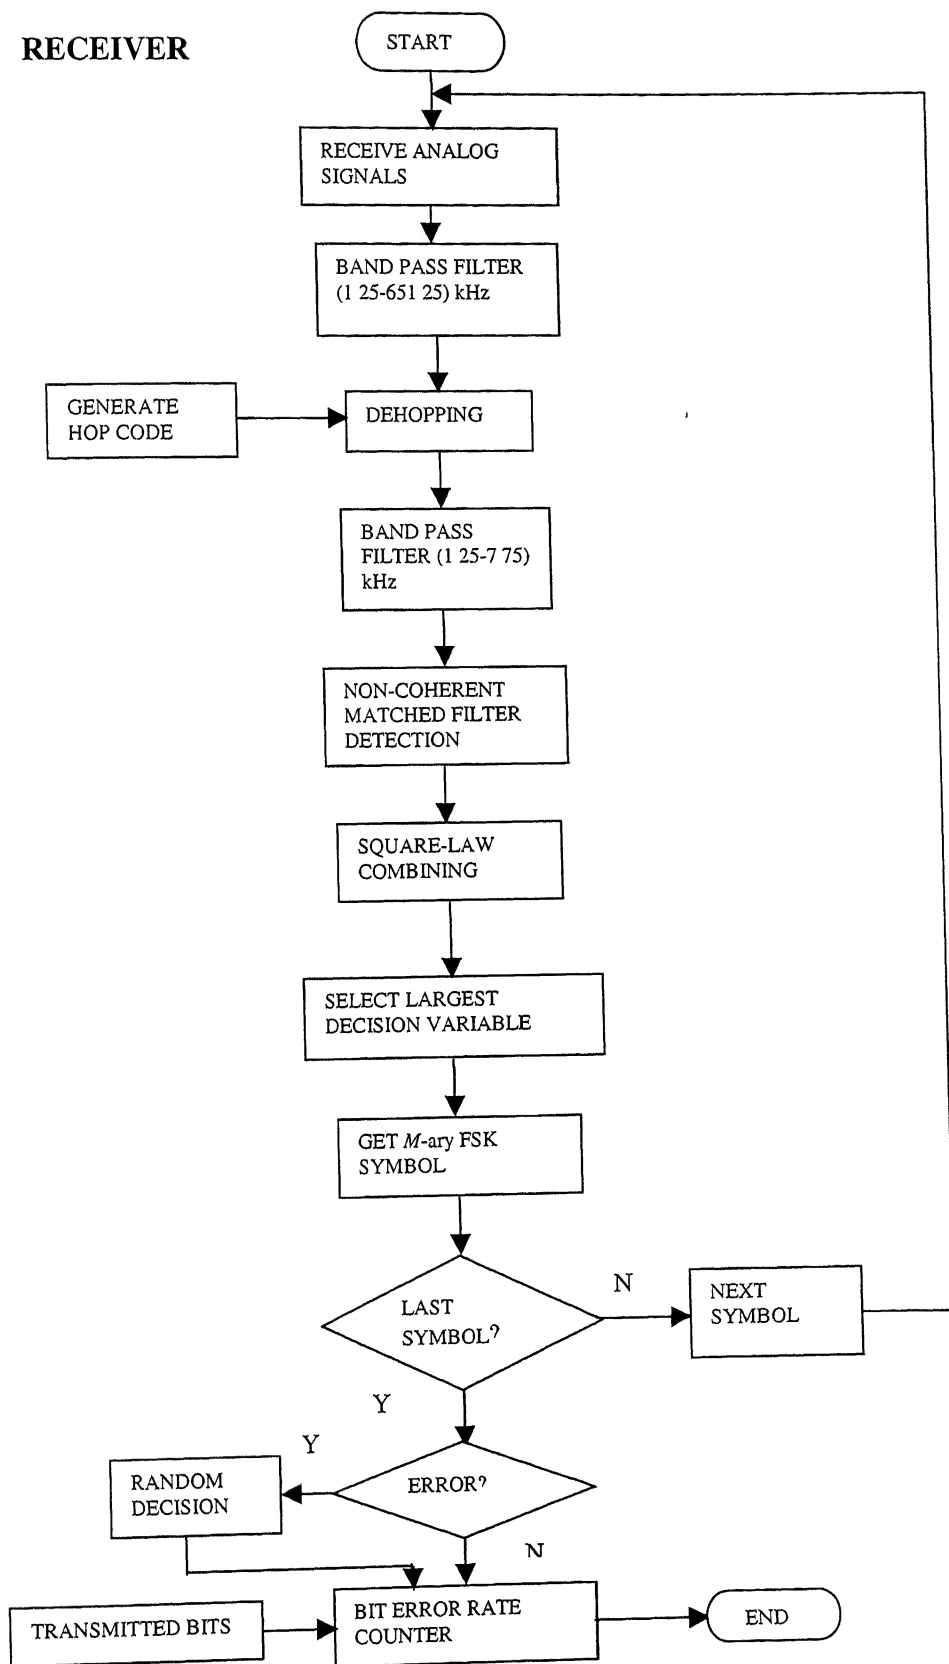 RECEIVER
START
RECEIVE ANALOG
SIGNALS
BAND PASS FILTER
(1 25-651 25) kHz
GENERATE
HOP CODE
DEHOPPING
BAND PASS
FILTER (1 25-7 75)
kHz
NON-COHERENT
MATCHED FILTER
DETECTION
SQUARE-LAW
COMBINING
SELECT LARGEST
DECISION VARIABLE
GET M-ary FSK
SYMBOL
LAST
SYMBOL?
N
NEXT
SYMBOL
Y
Y
ERROR?
RANDOM
DECISION
N
TRANSMITTED BITS
BIT ERROR RATE
COUNTER
END